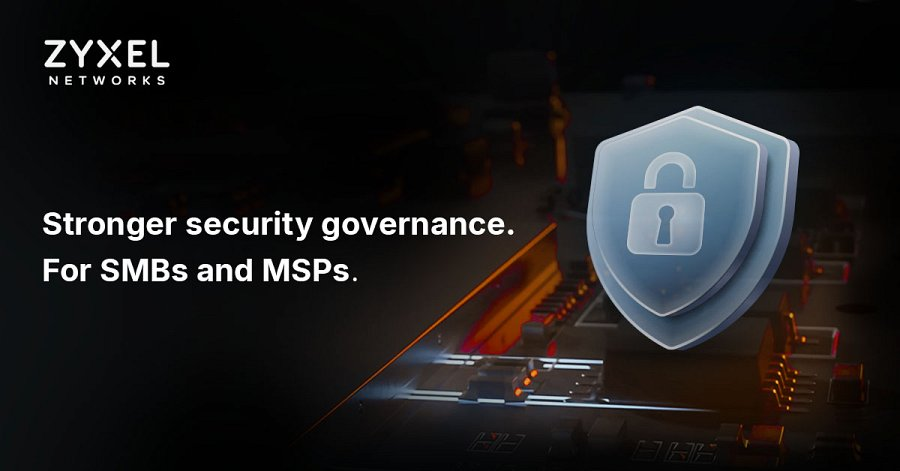 ZYXEL
NETWORKS
Stronger security governance.
For SMBs and MSPs.